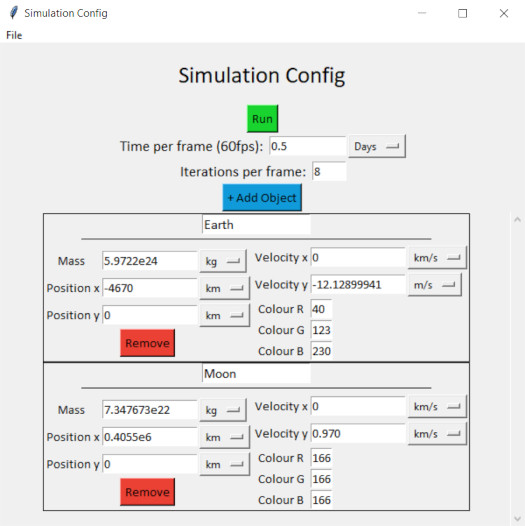 Simulation Config
File
Simulation Config
Run
Time per frame (60fps): 0.5 Days
Iterations per frame: 8
+ Add Object
Earth
Mass 5.9722e24 kg Velocity x 0 km/s
Position x -4670 km Velocity y -12.12899941 m/s
Position y 0 km Colour R 40
Colour G 123
Remove Colour B 230
Moon
Mass 7.347673e22 kg Velocity x 0 km/s
Position x 0.4055e6 km Velocity y 0.970 km/s
Position y 0 km Colour R 166
Colour G 166
Remove Colour B 166